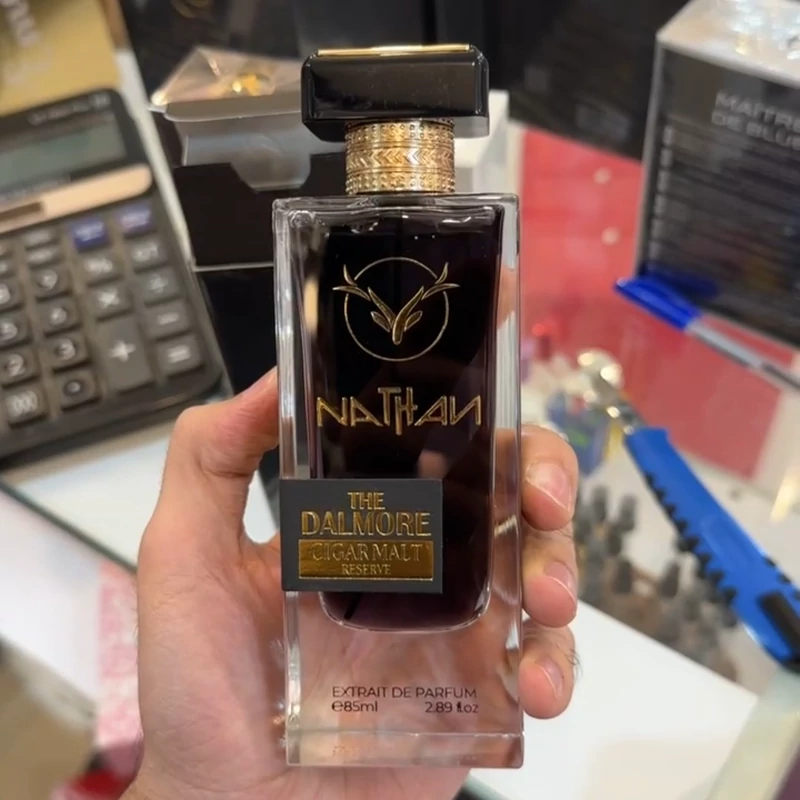 NATHAN
THE
DALMORE
CIGAR MALT
RESERVE
EXTRAIT DE PARFUM
℮85ml 2.89 fl.oz
MAITRE
DE BLUE